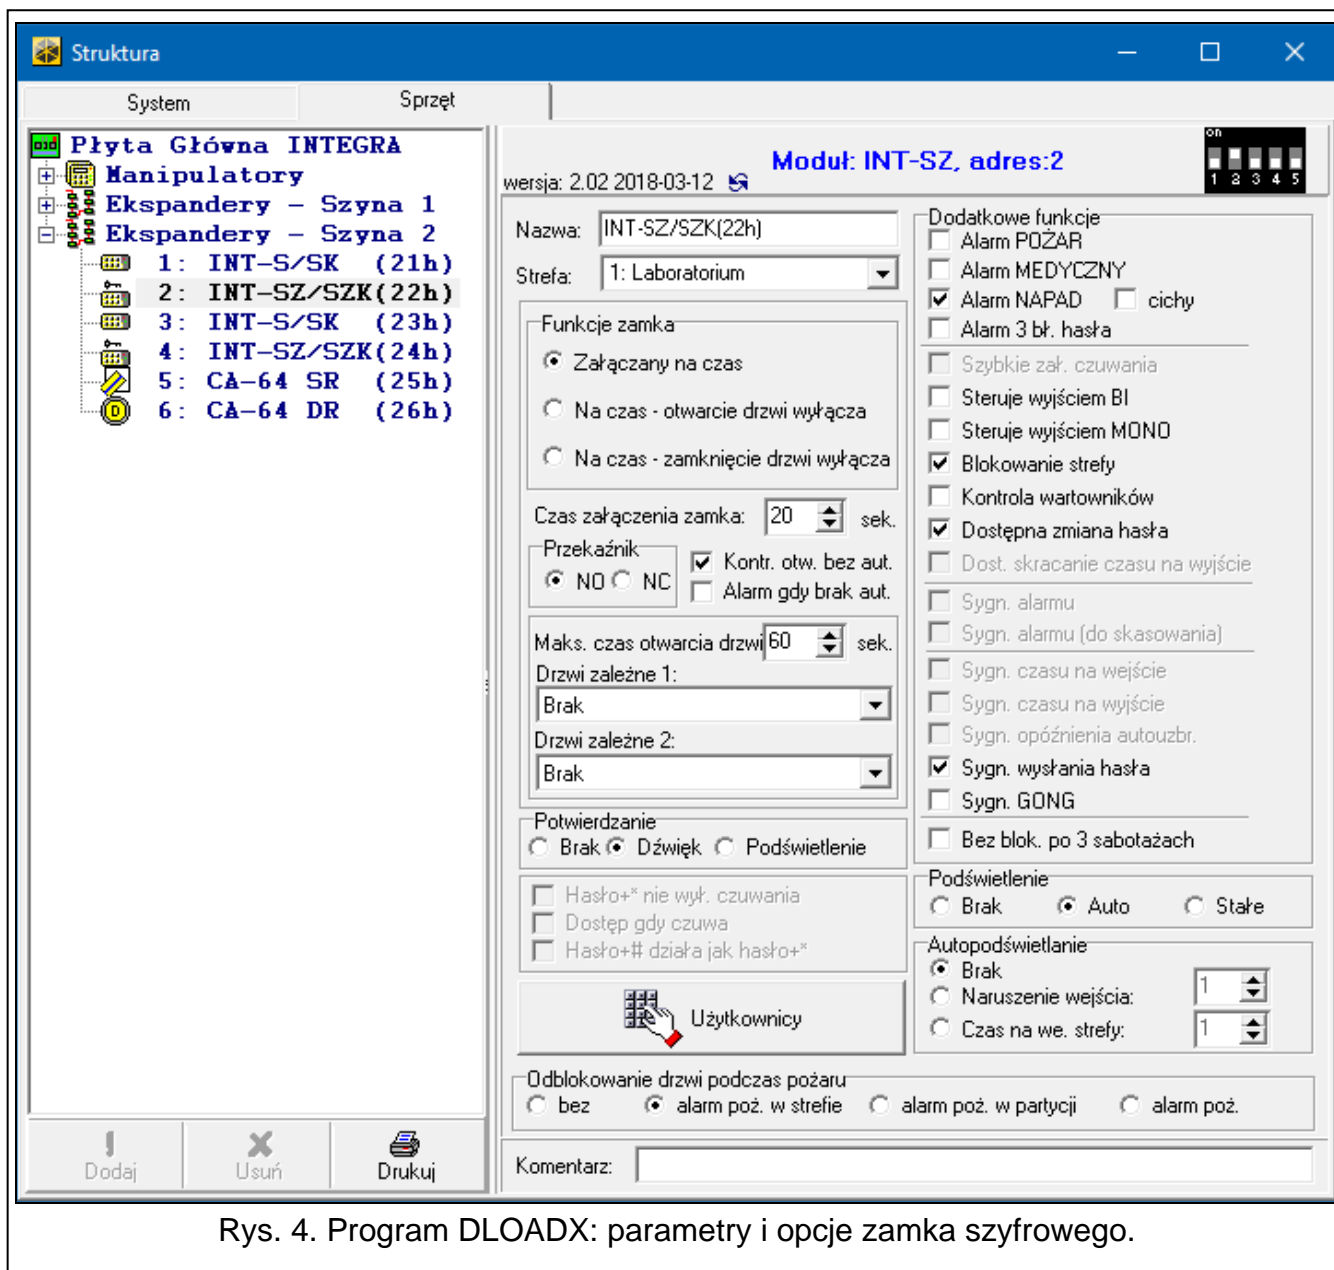 Struktura
System
Sprzęt
Płyta Główna INTEGRA
Manipulatory
Ekspandery – Szyna 1
Ekspandery – Szyna 2
1: INT–S/SK (21h)
2: INT–SZ/SZK(22h)
3: INT–S/SK (23h)
4: INT–SZ/SZK(24h)
5: CA–64 SR (25h)
6: CA–64 DR (26h)
Dodaj
Usuń
Drukuj
Moduł: INT-SZ, adres:2
wersja: 2.02 2018-03-12
on
1 2 3 4 5
Nazwa: INT-SZ/SZK(22h)
Strefa: 1: Laboratorium
Funkcje zamka
Załączany na czas
Na czas - otwarcie drzwi wyłącza
Na czas - zamknięcie drzwi wyłącza
Czas załączenia zamka: 20 sek.
Przekaźnik
NO NC
Kontr. otw. bez aut.
Alarm gdy brak aut.
Maks. czas otwarcia drzwi 60 sek.
Drzwi zależne 1:
Brak
Drzwi zależne 2:
Brak
Potwierdzanie
Brak Dźwięk Podświetlenie
Hasło+* nie wył. czuwania
Dostęp gdy czuwa
Hasło+# działa jak hasło+*
Użytkownicy
Dodatkowe funkcje
Alarm POŻAR
Alarm MEDYCZNY
Alarm NAPAD cichy
Alarm 3 bł. hasła
Szybkie zał. czuwania
Steruje wyjściem BI
Steruje wyjściem MONO
Blokowanie strefy
Kontrola wartowników
Dostępna zmiana hasła
Dost. skracanie czasu na wyjście
Sygn. alarmu
Sygn. alarmu (do skasowania)
Sygn. czasu na wejście
Sygn. czasu na wyjście
Sygn. opóźnienia autouzbr.
Sygn. wysłania hasła
Sygn. GONG
Bez blok. po 3 sabotażach
Podświetlenie
Brak Auto Stałe
Autopodświetlanie
Brak
Naruszenie wejścia: 1
Czas na we. strefy: 1
Odblokowanie drzwi podczas pożaru
bez alarm poż. w strefie alarm poż. w partycji alarm poż.
Komentarz:
Rys. 4. Program DLOADX: parametry i opcje zamka szyfrowego.